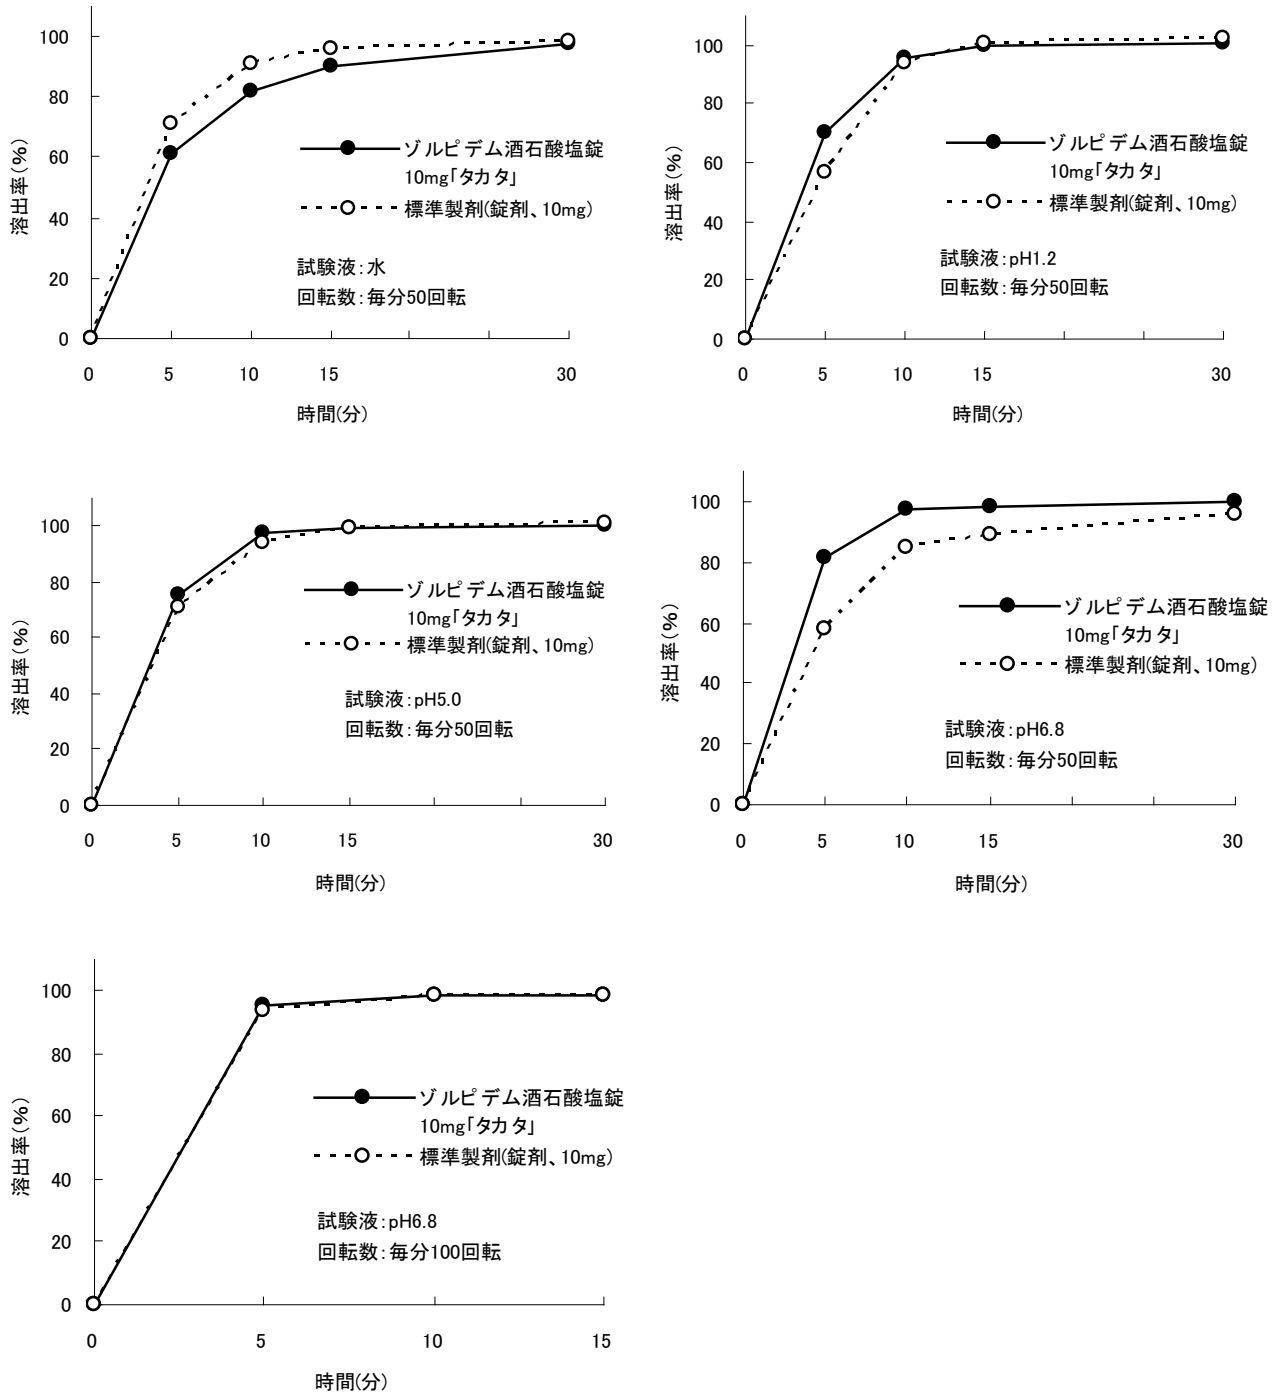 100
80
60
40
20
0
溶出率(%)
0 5 10 15 30
時間(分)
ゾルピデム酒石酸塩錠
10mg「タカタ」
標準製剤(錠剤、10mg)
試験液:水
回転数:毎分50回転
100
80
60
40
20
0
溶出率(%)
0 5 10 15 30
時間(分)
ゾルピデム酒石酸塩錠
10mg「タカタ」
標準製剤(錠剤、10mg)
試験液:pH1.2
回転数:毎分50回転
100
80
60
40
20
0
溶出率(%)
0 5 10 15 30
時間(分)
ゾルピデム酒石酸塩錠
10mg「タカタ」
標準製剤(錠剤、10mg)
試験液:pH5.0
回転数:毎分50回転
100
80
60
40
20
0
溶出率(%)
0 5 10 15 30
時間(分)
ゾルピデム酒石酸塩錠
10mg「タカタ」
標準製剤(錠剤、10mg)
試験液:pH6.8
回転数:毎分50回転
100
80
60
40
20
0
溶出率(%)
0 5 10 15
時間(分)
ゾルピデム酒石酸塩錠
10mg「タカタ」
標準製剤(錠剤、10mg)
試験液:pH6.8
回転数:毎分100回転